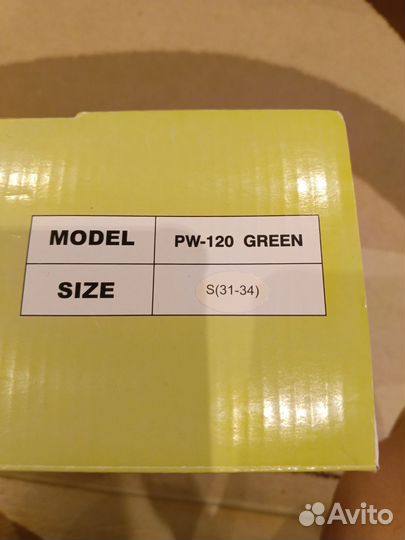 MODEL PW-120 GREEN
SIZE S(31-34)
Avito